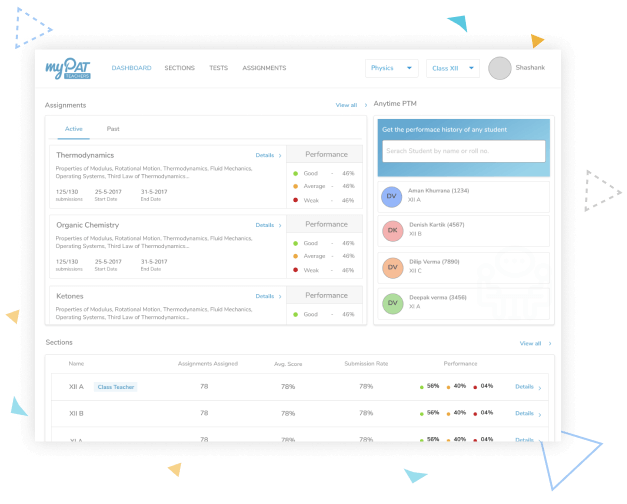 myPAT
TEACHERS
DASHBOARD SECTIONS TESTS ASSIGNMENTS
Physics Class XII Shashank
Assignments View all
Active Past
Thermodynamics Details
Properties of Modulus, Rotational Motion, Thermodynamics, Fluid Mechanics,
Operating Systems, Third Law of Thermodynamics...
125/130 25-5-2017 31-5-2017
submissions Start Date End Date
Performance
Good - 46%
Average - 46%
Weak - 46%
Organic Chemistry Details
Properties of Modulus, Rotational Motion, Thermodynamics, Fluid Mechanics,
Operating Systems, Third Law of Thermodynamics...
125/130 25-5-2017 31-5-2017
submissions Start Date End Date
Performance
Good - 46%
Average - 46%
Weak - 46%
Ketones Details
Properties of Modulus, Rotational Motion, Thermodynamics, Fluid Mechanics,
Operating Systems, Third Law of Thermodynamics...
Performance
Good - 46%
Anytime PTM
Get the performace history of any student
Serach Student by name or roll no.
DV Aman Khurrana (1234)
XII A
DK Danish Kartik (4587)
XII B
DV Dilip Verma (7890)
XII C
DV Deepak verma (3456)
XI A
Sections View all
Name Assignments Assigned Avg. Score Submission Rate Performance
XII A Class Teacher 78 78% 78% 56% 40% 04% Details
XII B 78 78% 78% 56% 40% 04% Details
XI A 78 78% 78% 56% 40% 04% Details